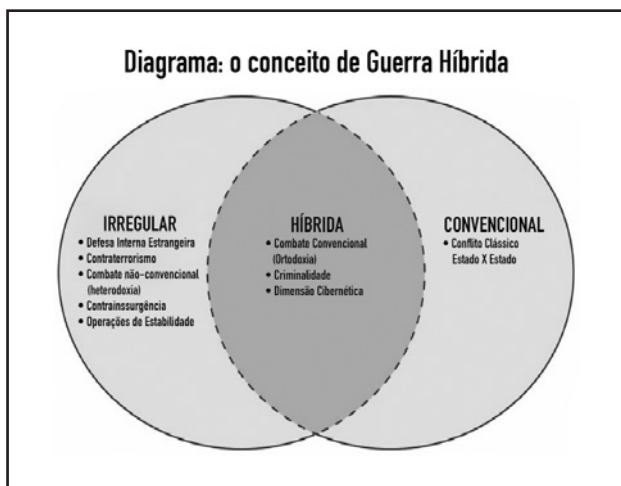 Diagrama: o conceito de Guerra Híbrida
IRREGULAR
• Defesa Interna Estrangeira
• Contraterrorismo
• Combate não-convencional
(heterodoxia)
• Contrainssurgência
• Operações de Estabilidade
HÍBRIDA
• Combate Convencional
(Ortodoxia)
• Criminalidade
• Dimensão Cibernética
CONVENCIONAL
• Conflito Clássico
Estado X Estado